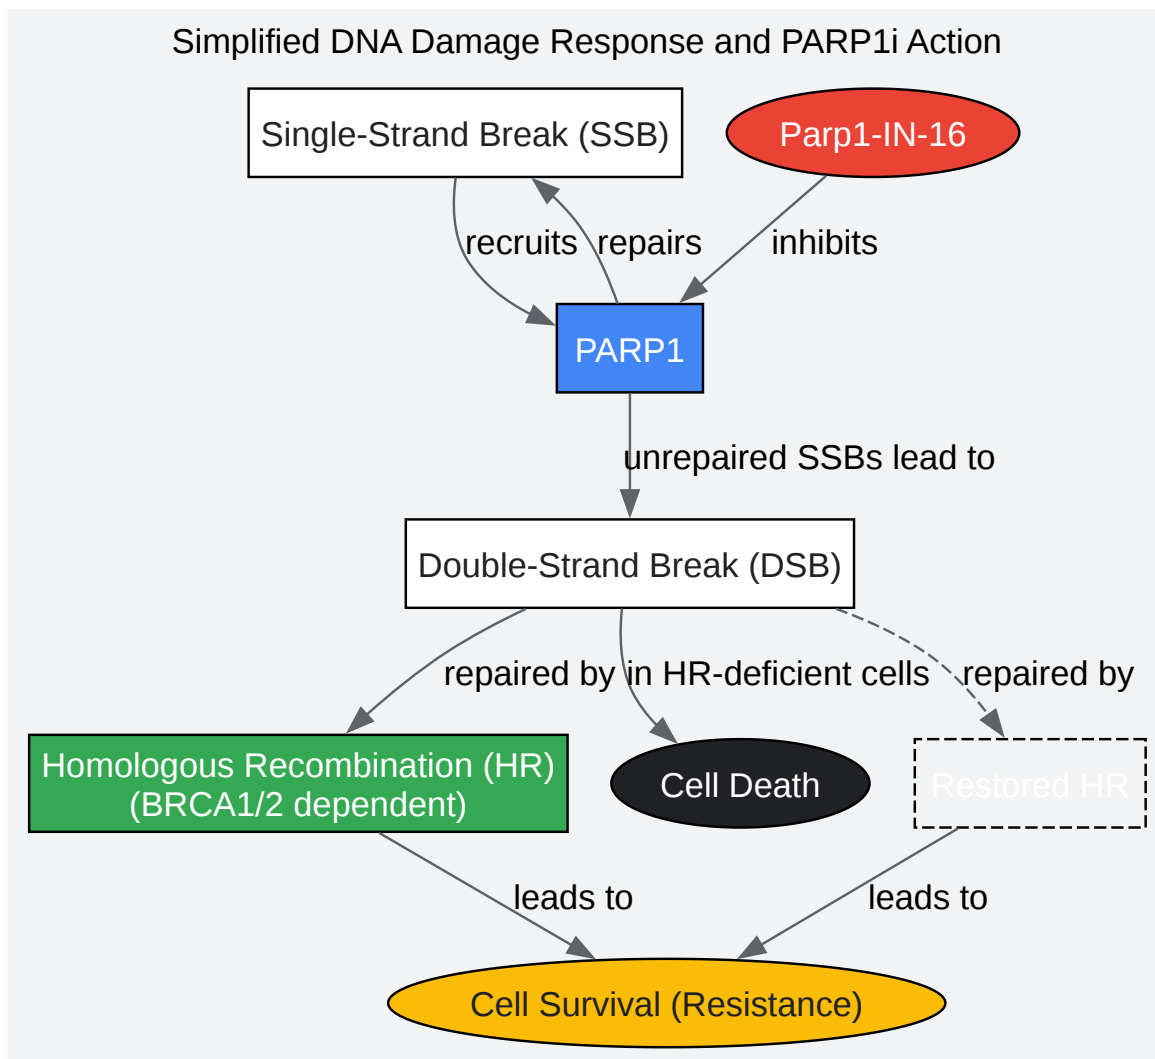 Simplified DNA Damage Response and PARP1i Action
Single-Strand Break (SSB)
Parp1-IN-16
recruits
repairs
inhibits
PARP1
unrepaired SSBs lead to
Double-Strand Break (DSB)
repaired by
in HR-deficient cells
repaired by
Homologous Recombination (HR)
(BRCA1/2 dependent)
Cell Death
Restored HR
leads to
leads to
Cell Survival (Resistance)